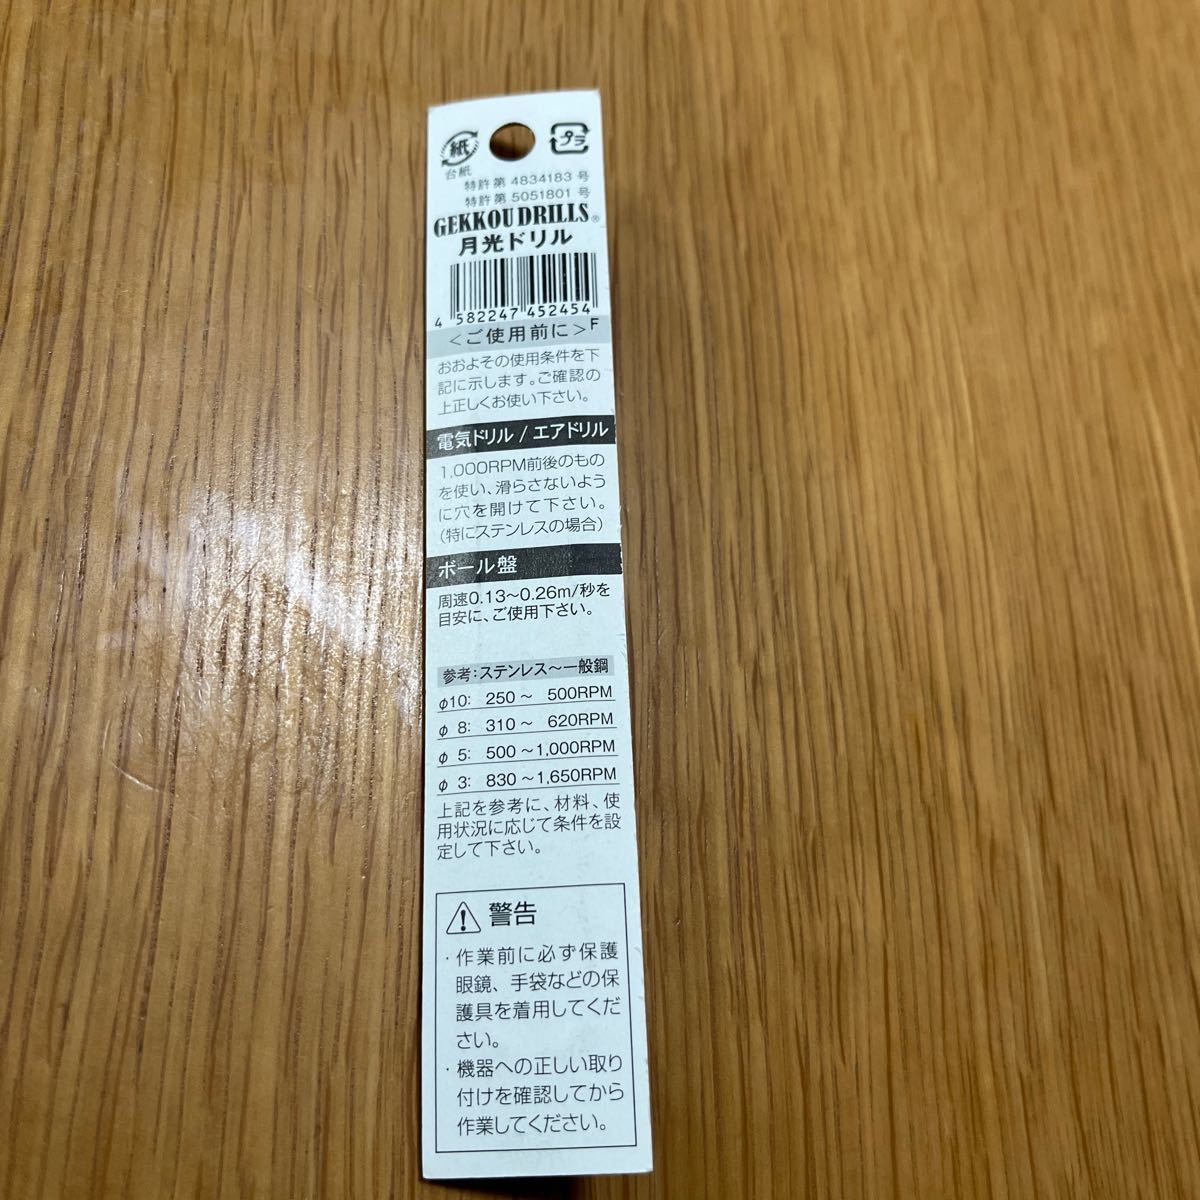 紙
プラ
台紙
特許第 4834183 号
特許第 5051801 号
GEKKOU DRILLS®
月光ドリル
4 582247 452454
<ご使用前に> F
おおよその使用条件を下
記に示します。ご確認の
上正しくお使い下さい。
電気ドリル / エアドリル
1,000RPM前後のもの
を使い、滑らさないよう
に穴を開けて下さい。
(特にステンレスの場合)
ボール盤
周速0.13〜0.26m/秒を
目安に、ご使用下さい。
参考:ステンレス〜一般鋼
φ10: 250〜 500RPM
φ 8: 310〜 620RPM
φ 5: 500〜1,000RPM
φ 3: 830〜1,650RPM
上記を参考に、材料、使
用状況に応じて条件を設
定して下さい。
警告
・作業前に必ず保護
眼鏡、手袋などの保
護具を着用してくだ
さい。
・機器への正しい取り
付けを確認してから
作業してください。